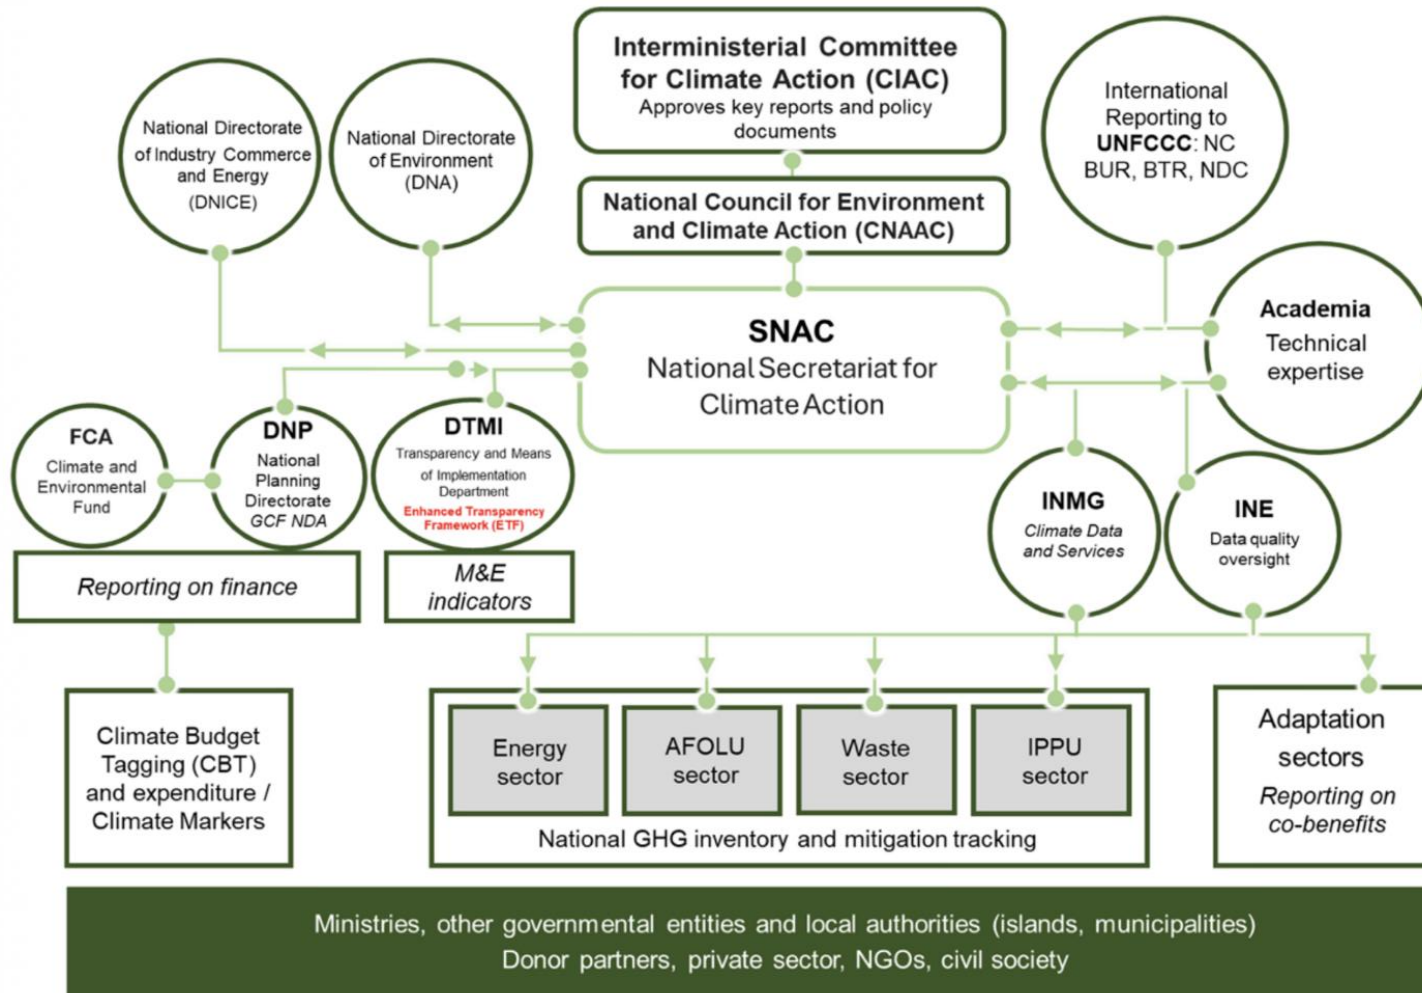 Interministerial Committee
for Climate Action (CIAC)
Approves key reports and policy
documents
National Directorate
of Industry Commerce
and Energy
(DNICE)
National Directorate
of Environment
(DNA)
International
Reporting to
UNFCCC: NC
BUR, BTR, NDC
National Council for Environment
and Climate Action (CNAAC)
SNAC
National Secretariat for
Climate Action
Academia
Technical
expertise
FCA
Climate and
Environmental
Fund
DNP
National
Planning
Directorate
GCF NDA
DTMI
Transparency and Means
of Implementation
Department
Enhanced Transparency
Framework (ETF)
INMG
Climate Data
and Services
INE
Data quality
oversight
Reporting on finance
M&E
indicators
Climate Budget
Tagging (CBT)
and expenditure /
Climate Markers
Energy
sector
AFOLU
sector
Waste
sector
IPPU
sector
National GHG inventory and mitigation tracking
Adaptation
sectors
Reporting on
co-benefits
Ministries, other governmental entities and local authorities (islands, municipalities)
Donor partners, private sector, NGOs, civil society